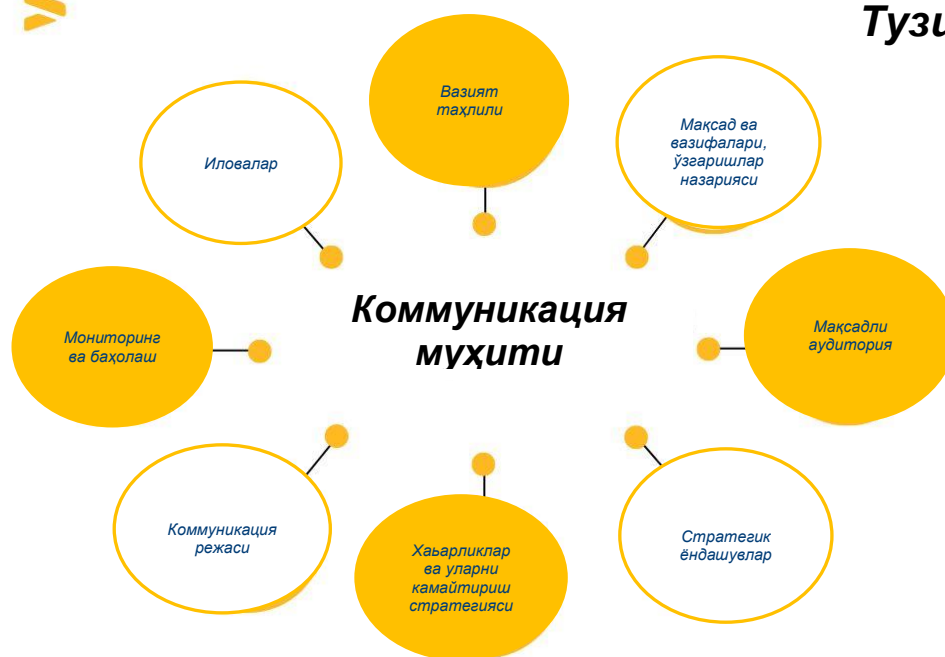 Тузи
Вазият
таҳлили
Мақсад ва
вазифалари,
ўзгаришлар
назарияси
Иловалар
Коммуникация
муҳити
Мақсадли
аудитория
Мониторинг
ва баҳолаш
Стратегик
ёндашувлар
Коммуникация
режаси
Хаьарликлар
ва уларни
камайтириш
стратегияси